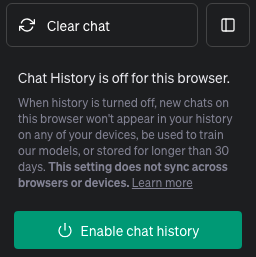 Clear chat
Chat History is off for this browser.
When history is turned off, new chats on
this browser won't appear in your history
on any of your devices, be used to train
our models, or stored for longer than 30
days. This setting does not sync across
browsers or devices. Learn more
Enable chat history